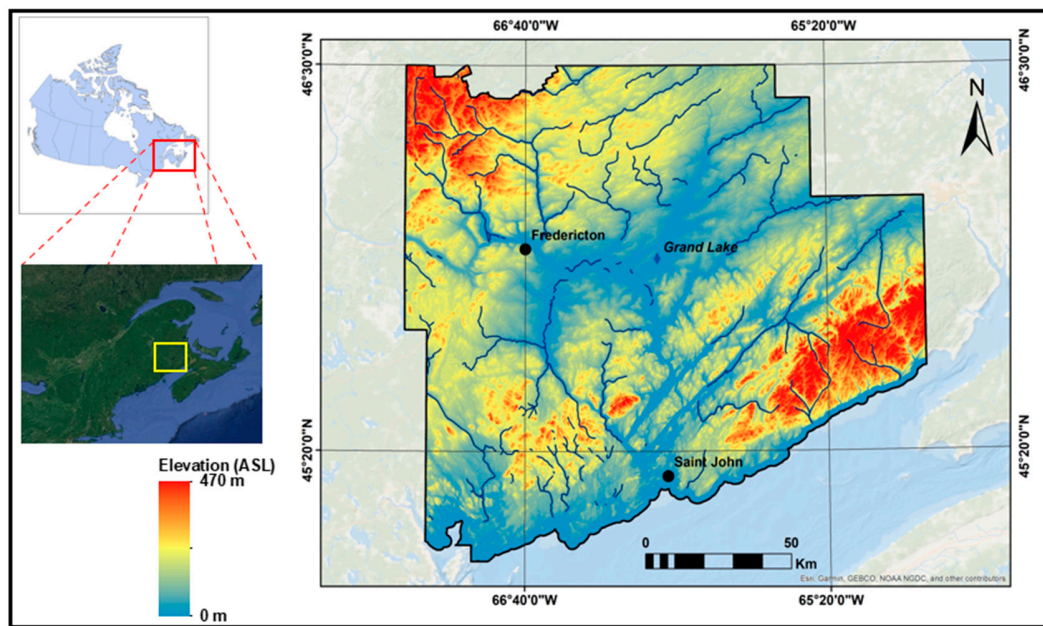 66°40'0"W
65°20'0"W
46°30'0"N
46°30'0"N
N
Fredericton
Grand Lake
45°20'0"N
45°20'0"N
Elevation (ASL)
470 m
0 m
Saint John
0
50
Km
Esri, Garmin, GEBCO, NOAA NGDC, and other contributors
66°40'0"W
65°20'0"W